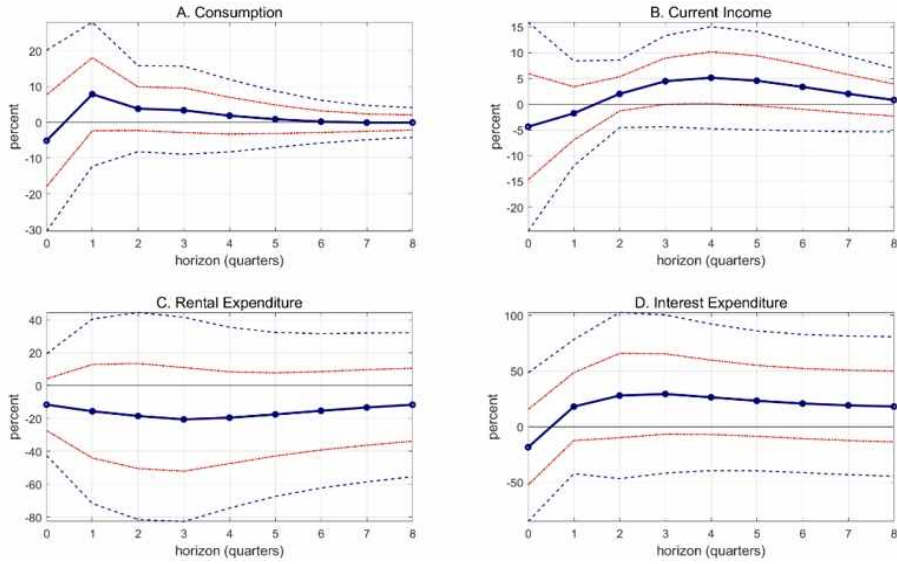 A. Consumption
percent
20
10
0
-10
-20
-30
0 1 2 3 4 5 6 7 8
horizon (quarters)
B. Current Income
percent
15
10
5
0
-5
-10
-15
-20
0 1 2 3 4 5 6 7 8
horizon (quarters)
C. Rental Expenditure
percent
40
20
0
-20
-40
-60
-80
0 1 2 3 4 5 6 7 8
horizon (quarters)
D. Interest Expenditure
percent
100
50
0
-50
0 1 2 3 4 5 6 7 8
horizon (quarters)